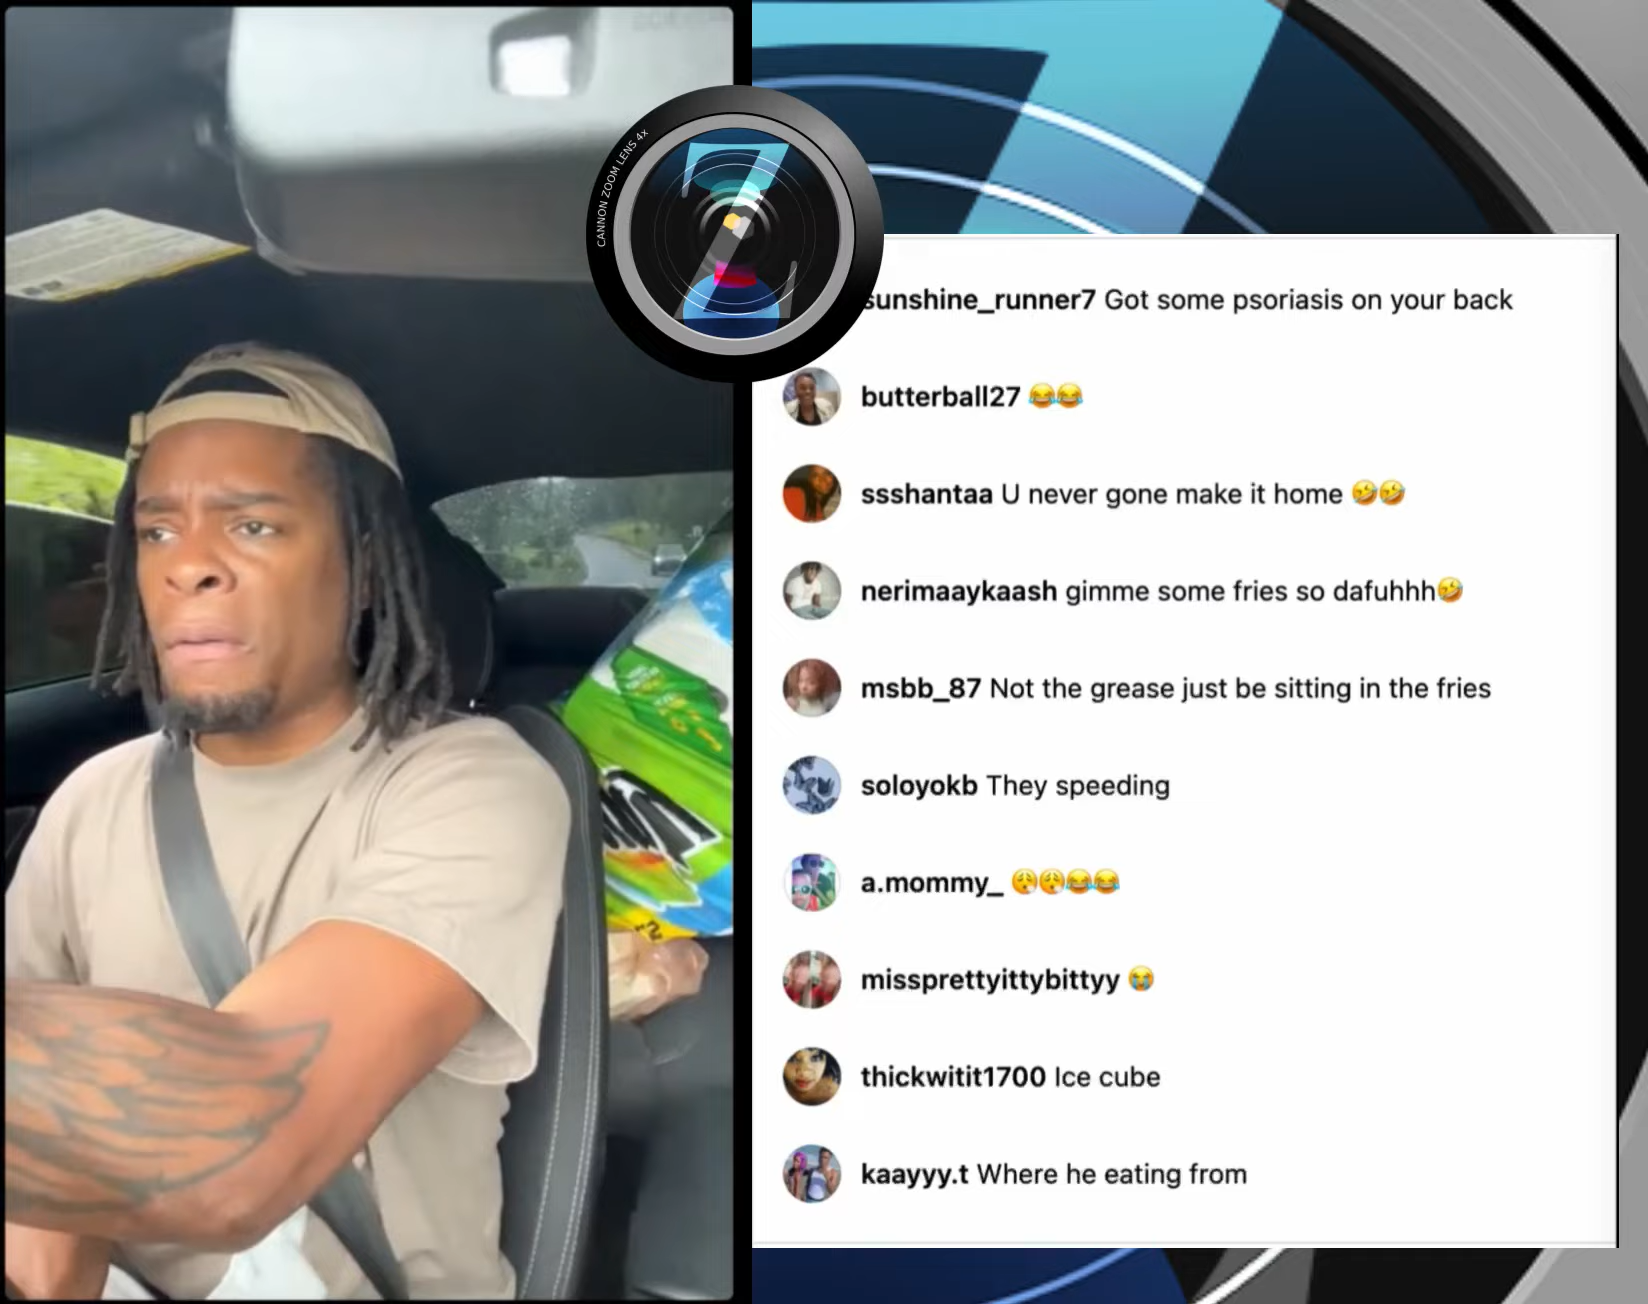 CANNON ZOOM LENS 4x
sunshine_runner7 Got some psoriasis on your back
butterball27 😂😂
ssshantaa U never gone make it home 🤣🤣
nerimaaykaash gimme some fries so dafuhhh🤣
msbb_87 Not the grease just be sitting in the fries
soloyokb They speeding
a.mommy_ 😮‍💨😮‍💨😂😂
missprettyittybittyy 😭
thickwitit1700 Ice cube
kaayyy.t Where he eating from